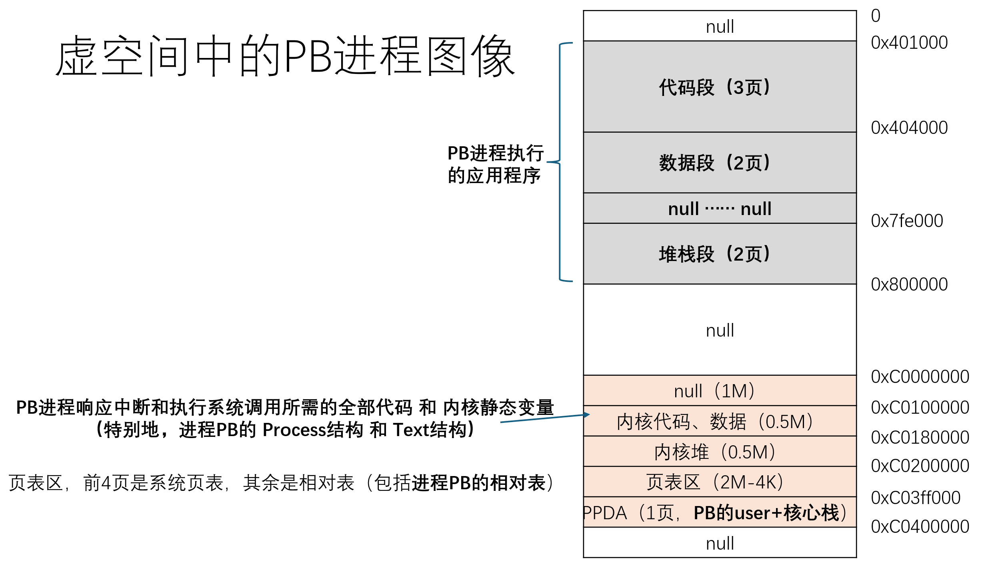 虚空间中的PB进程图像
null
0
0x401000
代码段（3页）
0x404000
PB进程执行
的应用程序
数据段（2页）
null …… null
0x7fe000
堆栈段（2页）
0x800000
null
0xC0000000
null（1M）
PB进程响应中断和执行系统调用所需的全部代码 和 内核静态变量
（特别地，进程PB的 Process结构 和 Text结构）
0xC0100000
内核代码、数据（0.5M）
0xC0180000
内核堆（0.5M）
0xC0200000
页表区，前4页是系统页表，其余是相对表（包括进程PB的相对表）
页表区（2M-4K）
0xC03ff000
PPDA（1页，PB的user+核心栈）
0xC0400000
null